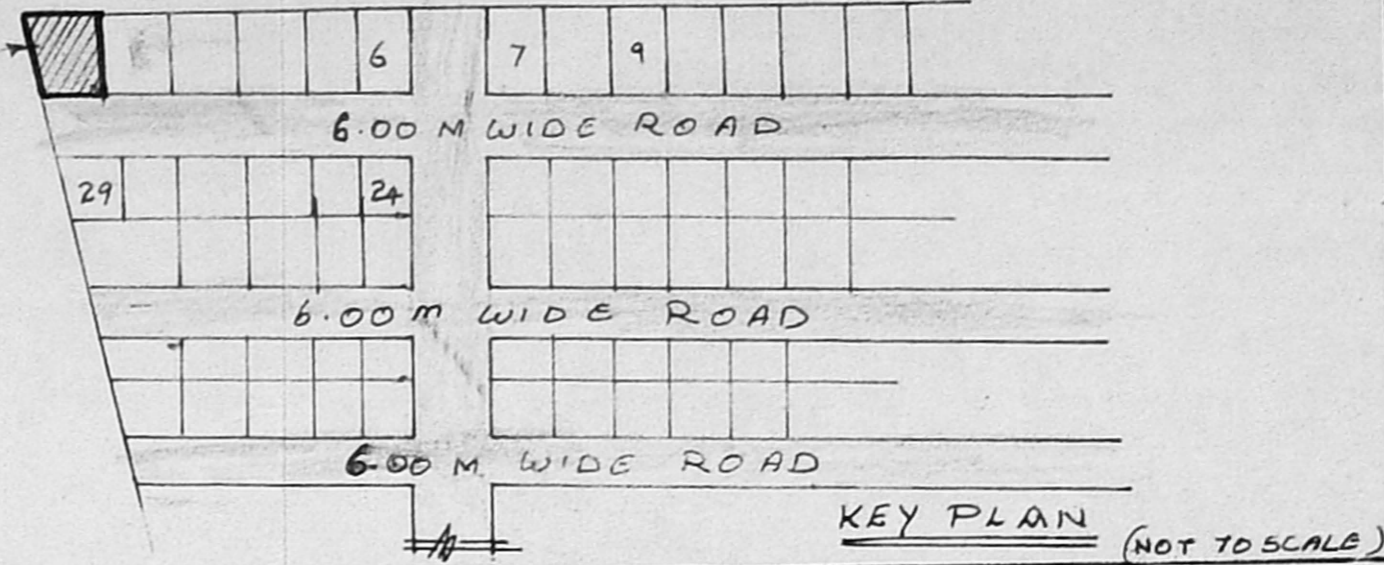 6 7 9
6.00 M WIDE ROAD
29 24
6.00 M WIDE ROAD
6.00 M. WIDE ROAD
KEY PLAN
(NOT TO SCALE)